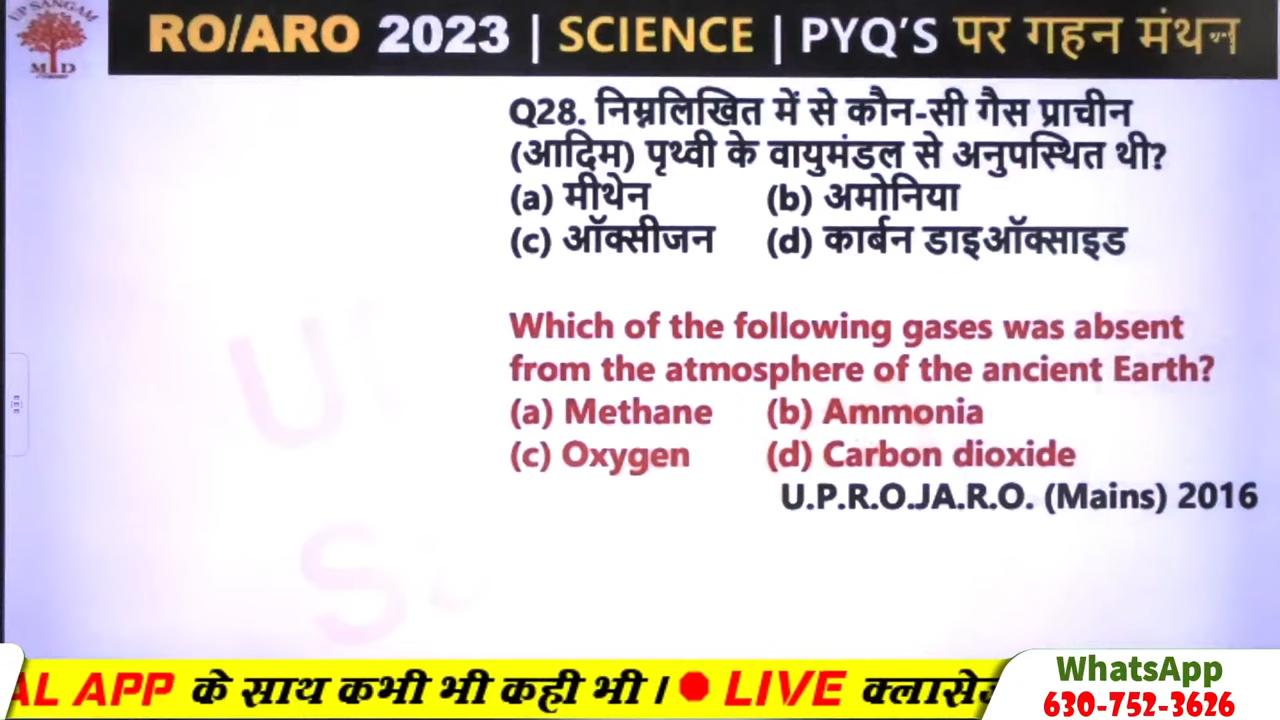 UP SANGAM
RO/ARO 2023 | SCIENCE | PYQ'S पर गहन मंथन
Q28. निम्नलिखित में से कौन-सी गैस प्राचीन
(आदिम) पृथ्वी के वायुमंडल से अनुपस्थित थी?
(a) मीथेन (b) अमोनिया
(c) ऑक्सीजन (d) कार्बन डाइऑक्साइड
Which of the following gases was absent
from the atmosphere of the ancient Earth?
(a) Methane (b) Ammonia
(c) Oxygen (d) Carbon dioxide
U.P.R.O.JA.R.O. (Mains) 2016
AL APP के साथ कभी भी कही भी । LIVE क्लासेज
WhatsApp
630-752-3626